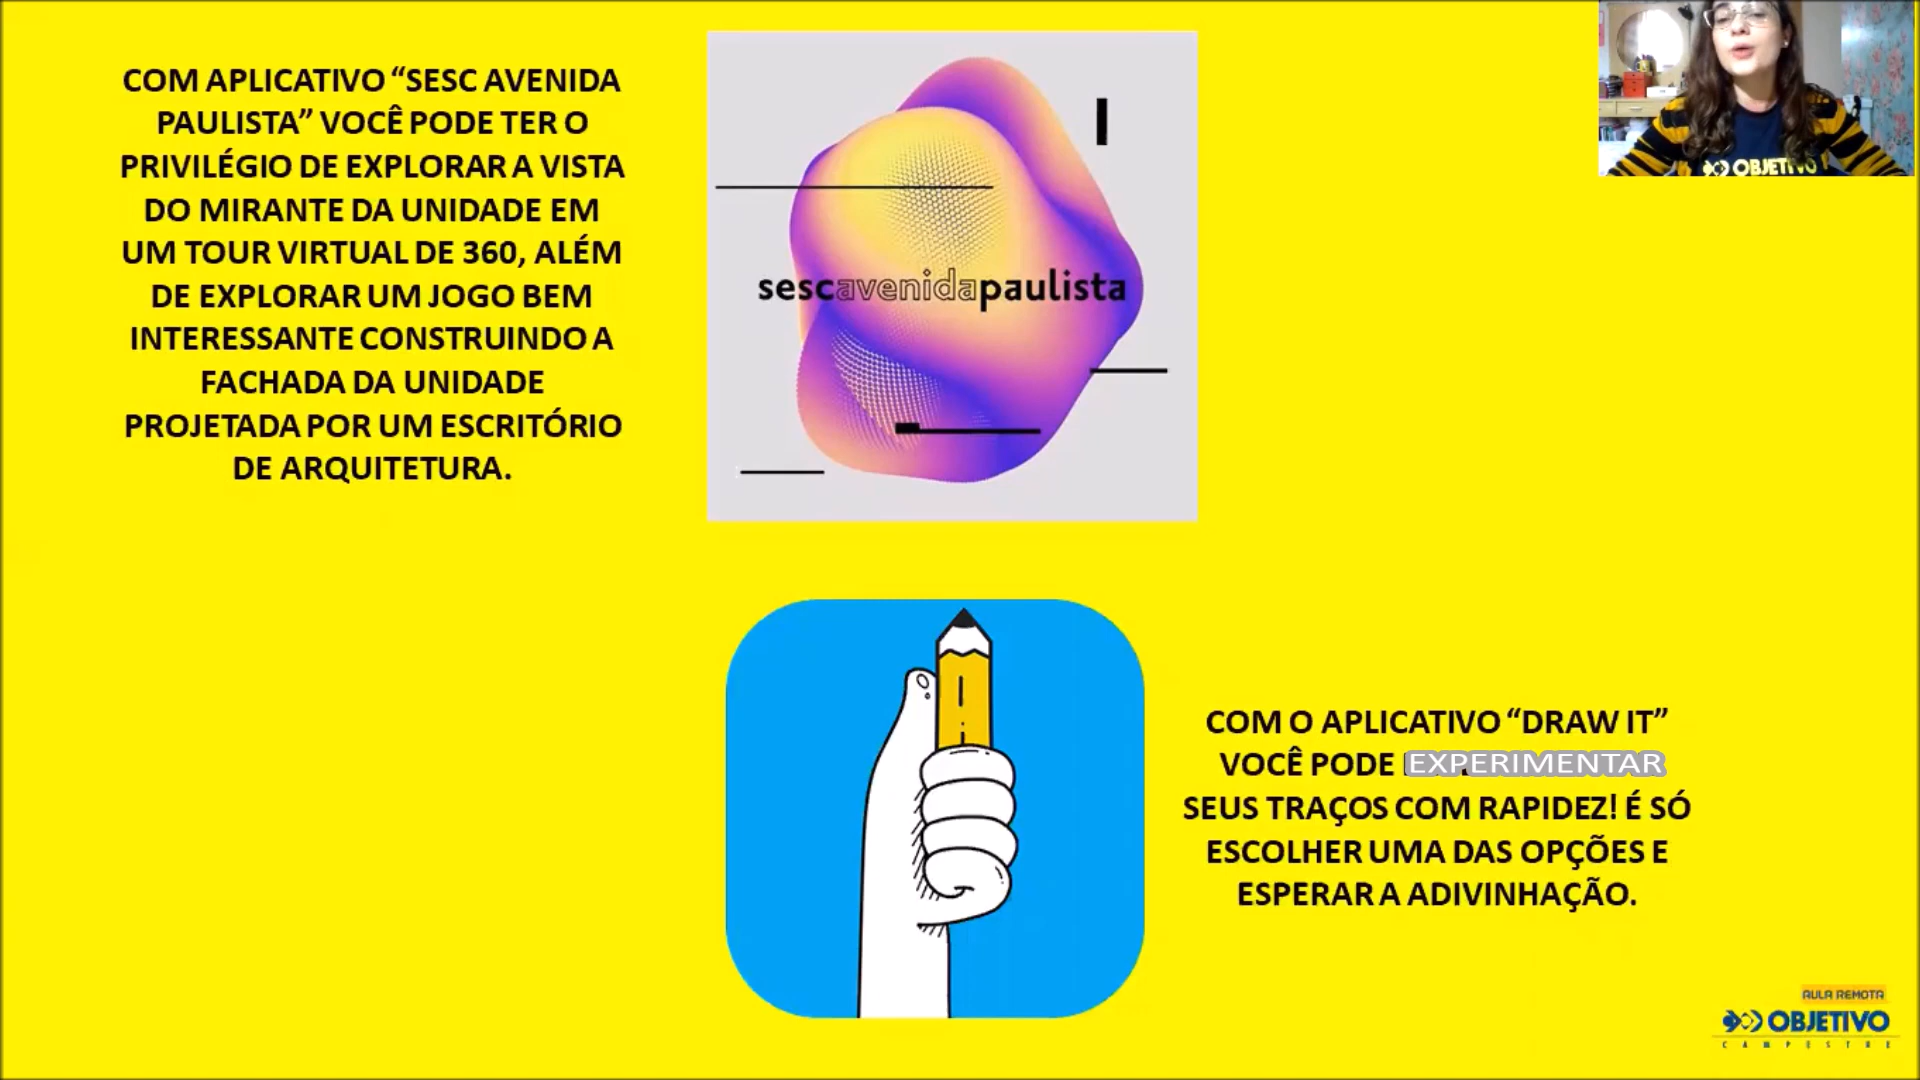 COM APLICATIVO “SESC AVENIDA
PAULISTA” VOCÊ PODE TER O
PRIVILÉGIO DE EXPLORAR A VISTA
DO MIRANTE DA UNIDADE EM
UM TOUR VIRTUAL DE 360, ALÉM
DE EXPLORAR UM JOGO BEM
INTERESSANTE CONSTRUINDO A
FACHADA DA UNIDADE
PROJETADA POR UM ESCRITÓRIO
DE ARQUITETURA.
sescavenidapaulista
OBJETIVO
COM O APLICATIVO “DRAW IT”
VOCÊ PODE EXPERIMENTAR
SEUS TRAÇOS COM RAPIDEZ! É SÓ
ESCOLHER UMA DAS OPÇÕES E
ESPERAR A ADIVINHAÇÃO.
AULA REMOTA
OBJETIVO
CAMPESTRE